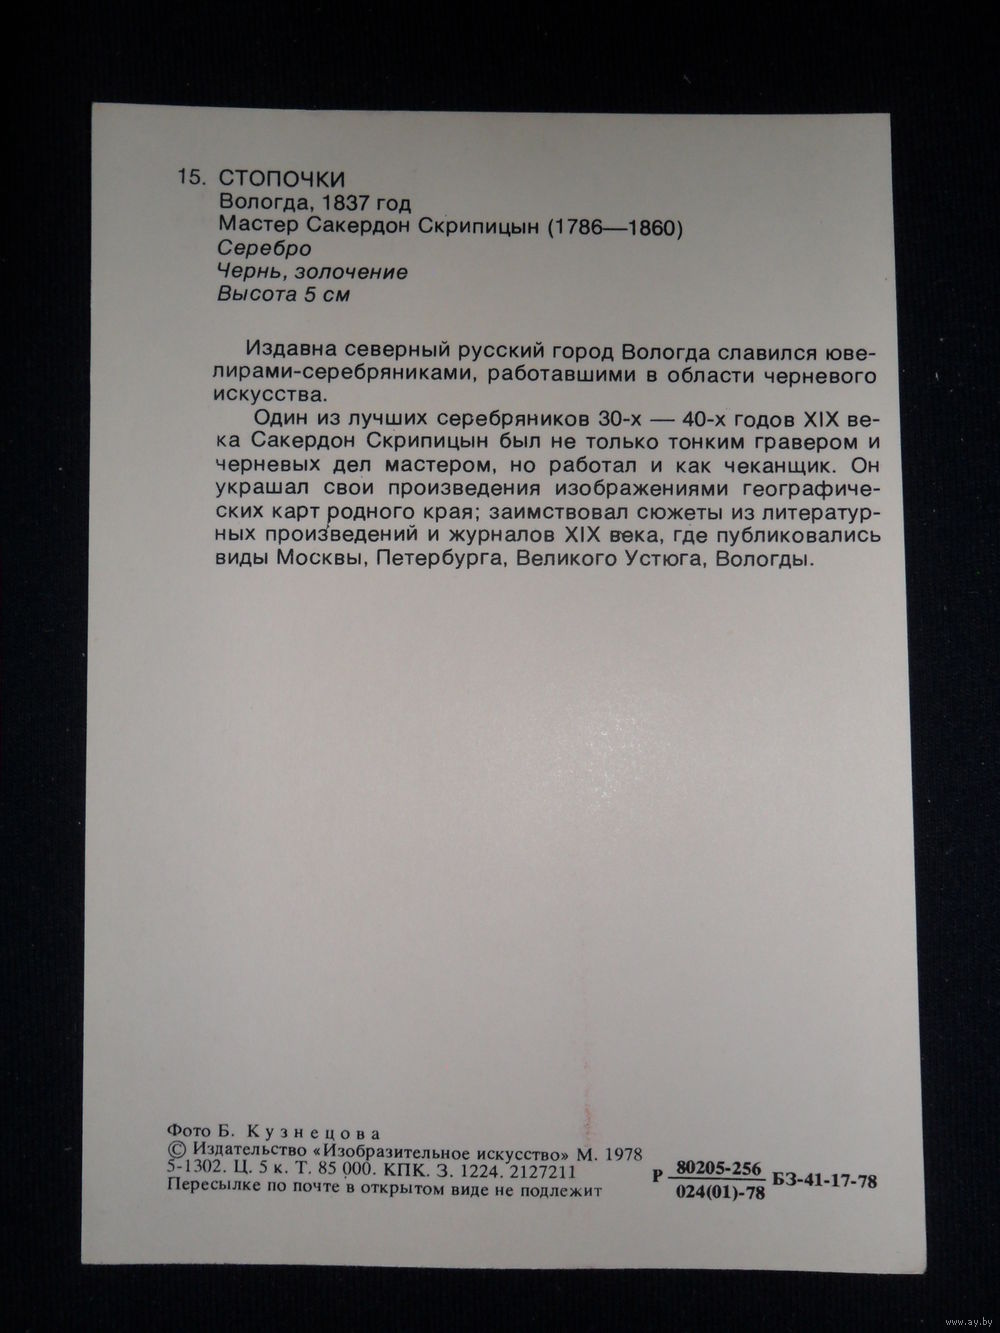 15. СТОПОЧКИ
Вологда, 1837 год
Мастер Сакердон Скрипицын (1786—1860)
Серебро
Чернь, золочение
Высота 5 см
Издавна северный русский город Вологда славился юве-
лирами-серебряниками, работавшими в области черневого
искусства.
Один из лучших серебряников 30-х — 40-х годов XIX ве-
ка Сакердон Скрипицын был не только тонким гравером и
черневых дел мастером, но работал и как чеканщик. Он
украшал свои произведения изображениями географиче-
ских карт родного края; заимствовал сюжеты из литератур-
ных произведений и журналов XIX века, где публиковались
виды Москвы, Петербурга, Великого Устюга, Вологды.
Фото Б. Кузнецова
© Издательство «Изобразительное искусство» М. 1978
5-1302. Ц. 5 к. Т. 85 000. КПК. З. 1224. 2127211
Пересылке по почте в открытом виде не подлежит
Р 80205-256 БЗ-41-17-78
024(01)-78
www.ay.by